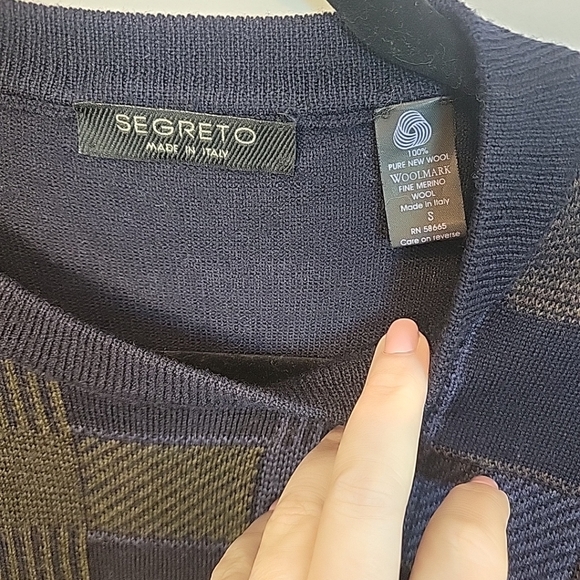 SEGRETO
MADE IN ITALY
100%
PURE NEW WOOL
WOOLMARK
FINE MERINO
WOOL
Made in Italy
S
RN 58665
Care on reverse